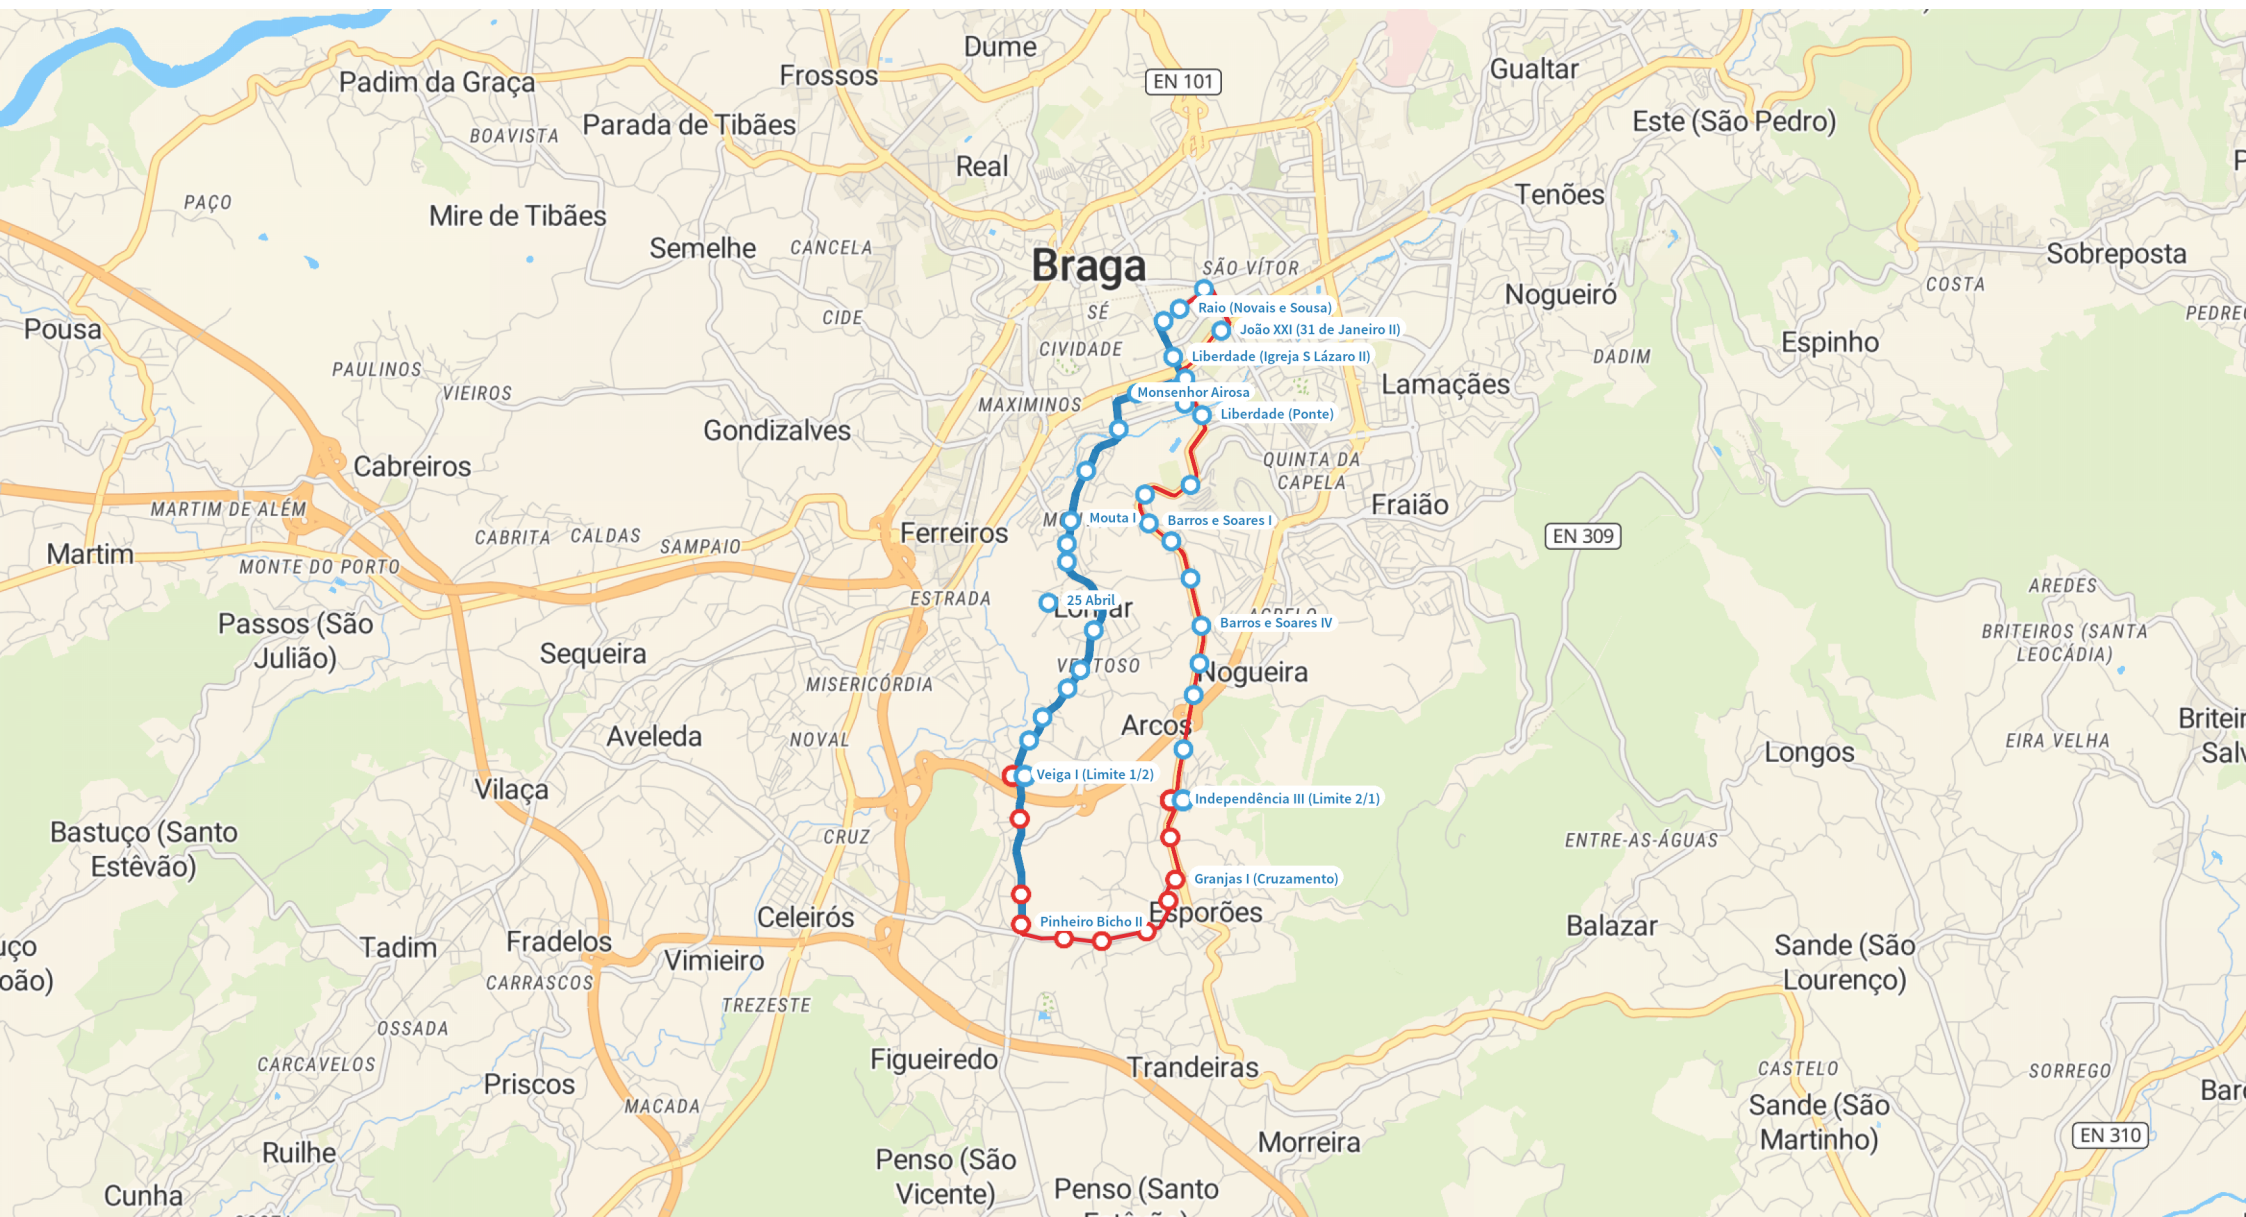 Dume
Frossos
Gualtar
Padim da Graça
EN 101
BOAVISTA
Parada de Tibães
Este (São Pedro)
Real
PAÇO
Tenões
Mire de Tibães
Semelhe
CANCELA
Sobreposta
Braga
SÃO VÍTOR
COSTA
Nogueiró
Raio (Novais e Sousa)
SÉ
CIDE
Pousa
João XXI (31 de Janeiro II)
Espinho
CIVIDADE
Liberdade (Igreja S Lázaro II)
DADIM
PAULINOS
VIEIROS
Lamaçães
Monsenhor Airosa
MAXIMINOS
Liberdade (Ponte)
Gondizalves
Cabreiros
QUINTA DA
CAPELA
MARTIM DE ALÉM
Fraião
Mouta I
Barros e Soares I
Ferreiros
CABRITA
CALDAS
SAMPAIO
EN 309
Martim
MONTE DO PORTO
AREDES
ESTRADA
25 Abril
Lomar
Passos (São
Julião)
Barros e Soares IV
BRITEIROS (SANTA
LEOCÁDIA)
Sequeira
Nogueira
MISERICÓRDIA
Arcos
Aveleda
NOVAL
EIRA VELHA
Longos
Veiga I (Limite 1/2)
Vilaça
Independência III (Limite 2/1)
Bastuço (Santo
Estêvão)
CRUZ
ENTRE-AS-ÁGUAS
Granjas I (Cruzamento)
Celeirós
Pinheiro Bicho II
Esporões
Balazar
Tadim
Fradelos
Vimieiro
Sande (São
Lourenço)
CARRASCOS
TREZESTE
OSSADA
CARCAVELOS
Figueiredo
Trandeiras
CASTELO
SORREGO
Priscos
MACADA
Sande (São
Martinho)
EN 310
Ruilhe
Morreira
Penso (São
Vicente)
Cunha
Penso (Santo